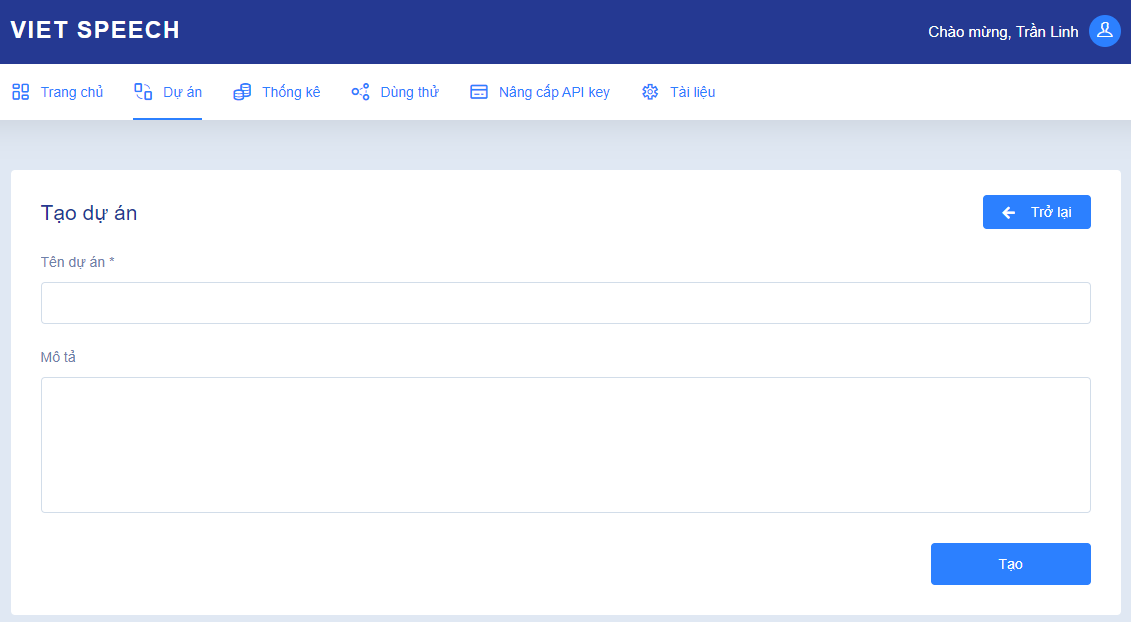 VIET SPEECH
Chào mừng, Trần Linh
Trang chủ Dự án Thống kê Dùng thử Nâng cấp API key Tài liệu
Tạo dự án
Trở lại
Tên dự án *
Mô tả
Tạo